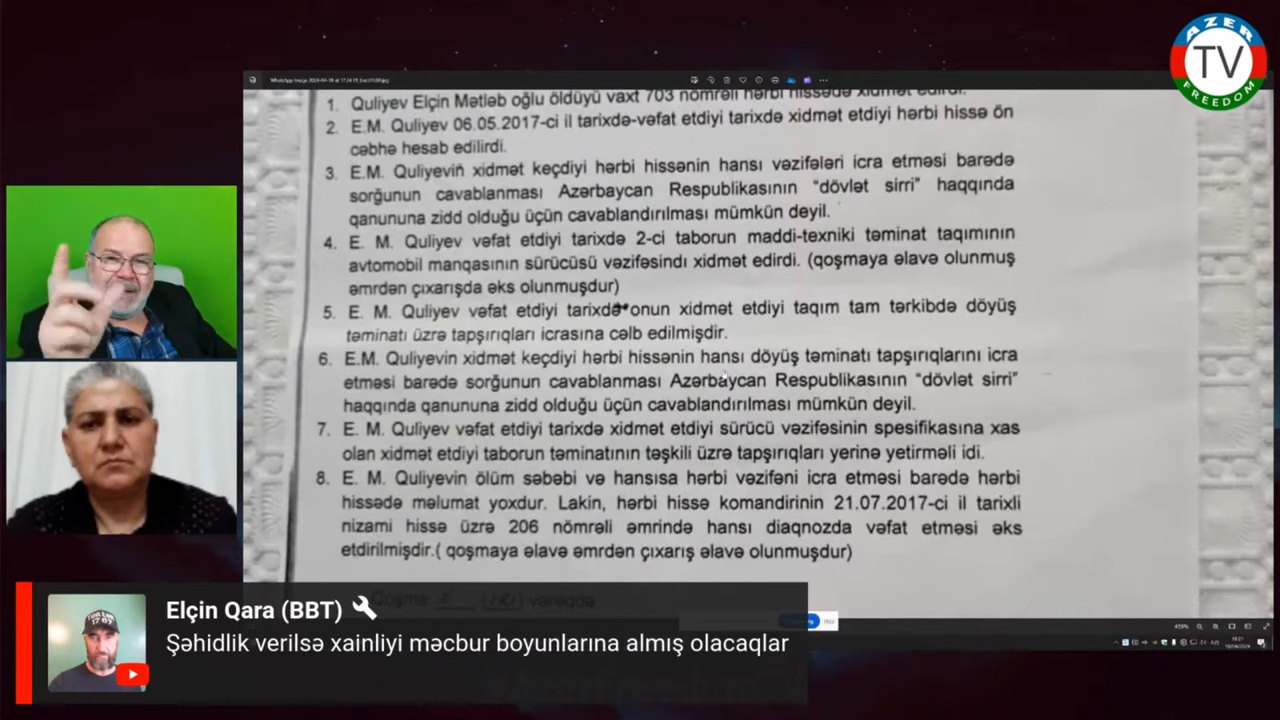 AZER
TV
FREEDOM
1. Quliyev Elçin Mətləb oğlu öldüyü vaxt 703 nömrəli hərbi hissədə xidmət edirdi.
2. E.M. Quliyev 06.05.2017-ci il tarixdə-vəfat etdiyi tarixdə xidmət etdiyi hərbi hissə ön
cəbhə hesab edilirdi.
3. E.M. Quliyevin xidmət keçdiyi hərbi hissənin hansı vəzifələri icra etməsi barədə
sorğunun cavablanması Azərbaycan Respublikasının "dövlət sirri" haqqında
qanununa zidd olduğu üçün cavablandırılması mümkün deyil.
4. E. M. Quliyev vəfat etdiyi tarixdə 2-ci taborun maddi-texniki təminat taqımının
avtomobil manqasının sürücüsü vəzifəsindı xidmət edirdi. (qoşmaya əlavə olunmuş
əmrdən çıxarışda əks olunmuşdur)
5. E. M. Quliyev vəfat etdiyi tarixdə onun xidmət etdiyi taqım tam tərkibdə döyüş
təminatı üzrə tapşırıqları icrasına cəlb edilmişdir.
6. E.M. Quliyevin xidmət keçdiyi hərbi hissənin hansı döyüş təminatı tapşırıqlarını icra
etməsi barədə sorğunun cavablanması Azərbaycan Respublikasının "dövlət sirri"
haqqında qanununa zidd olduğu üçün cavablandırılması mümkün deyil.
7. E. M. Quliyev vəfat etdiyi tarixdə xidmət etdiyi sürücü vəzifəsinin spesifikasına xas
olan xidmət etdiyi taborun təminatının təşkili üzrə tapşırıqları yerinə yetirməli idi.
8. E. M. Quliyevin ölüm səbəbi və hansısa hərbi vəzifəni icra etməsi barədə hərbi
hissədə məlumat yoxdur. Lakin, hərbi hissə komandirinin 21.07.2017-ci il tarixli
nizami hissə üzrə 206 nömrəli əmrində hansı diaqnozda vəfat etməsi əks
etdirilmişdir.( qoşmaya əlavə əmrdən çıxarış əlavə olunmuşdur)
Qoşma
vərəqdə
459%
Elçin Qara (BBT)
Şəhidlik verilsə xainliyi məcbur boyunlarına almış olacaqlar